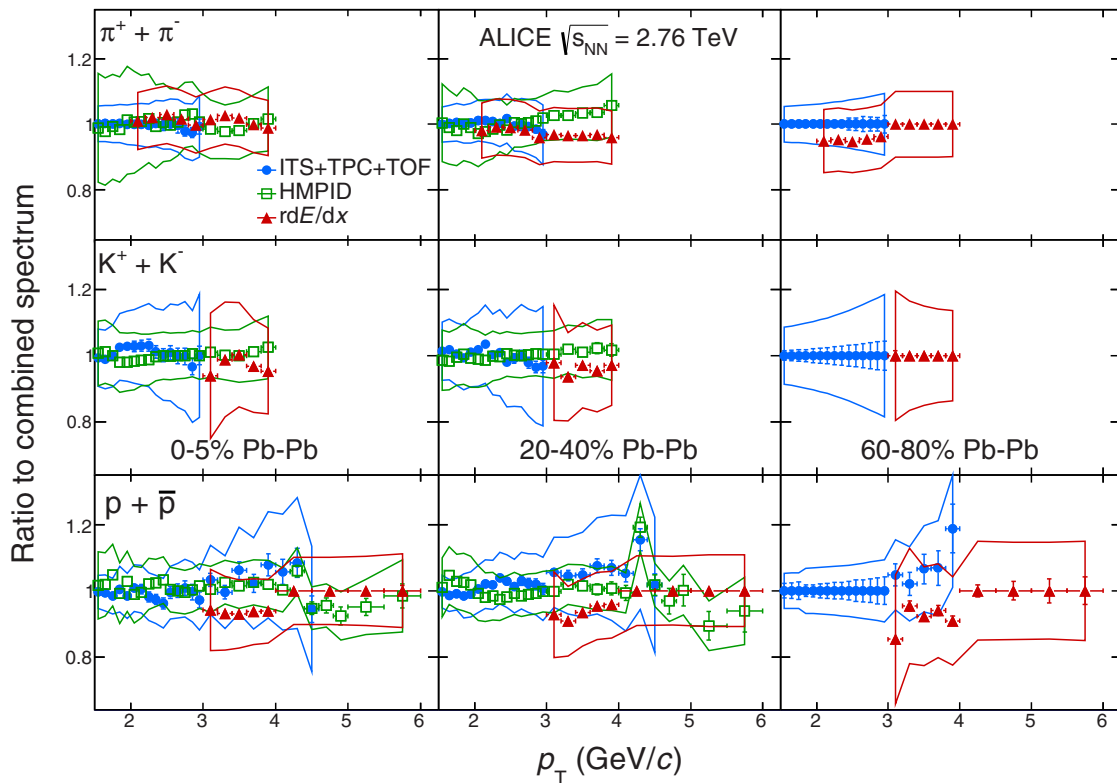 π⁺ + π⁻
ALICE √s_NN = 2.76 TeV
1.2
1
0.8
ITS+TPC+TOF
HMPID
rdE/dx
K⁺ + K⁻
1.2
1
0.8
0-5% Pb-Pb
20-40% Pb-Pb
60-80% Pb-Pb
p + p̅
1.2
1
0.8
2 3 4 5 6
2 3 4 5 6
2 3 4 5 6
Ratio to combined spectrum
p_T (GeV/c)